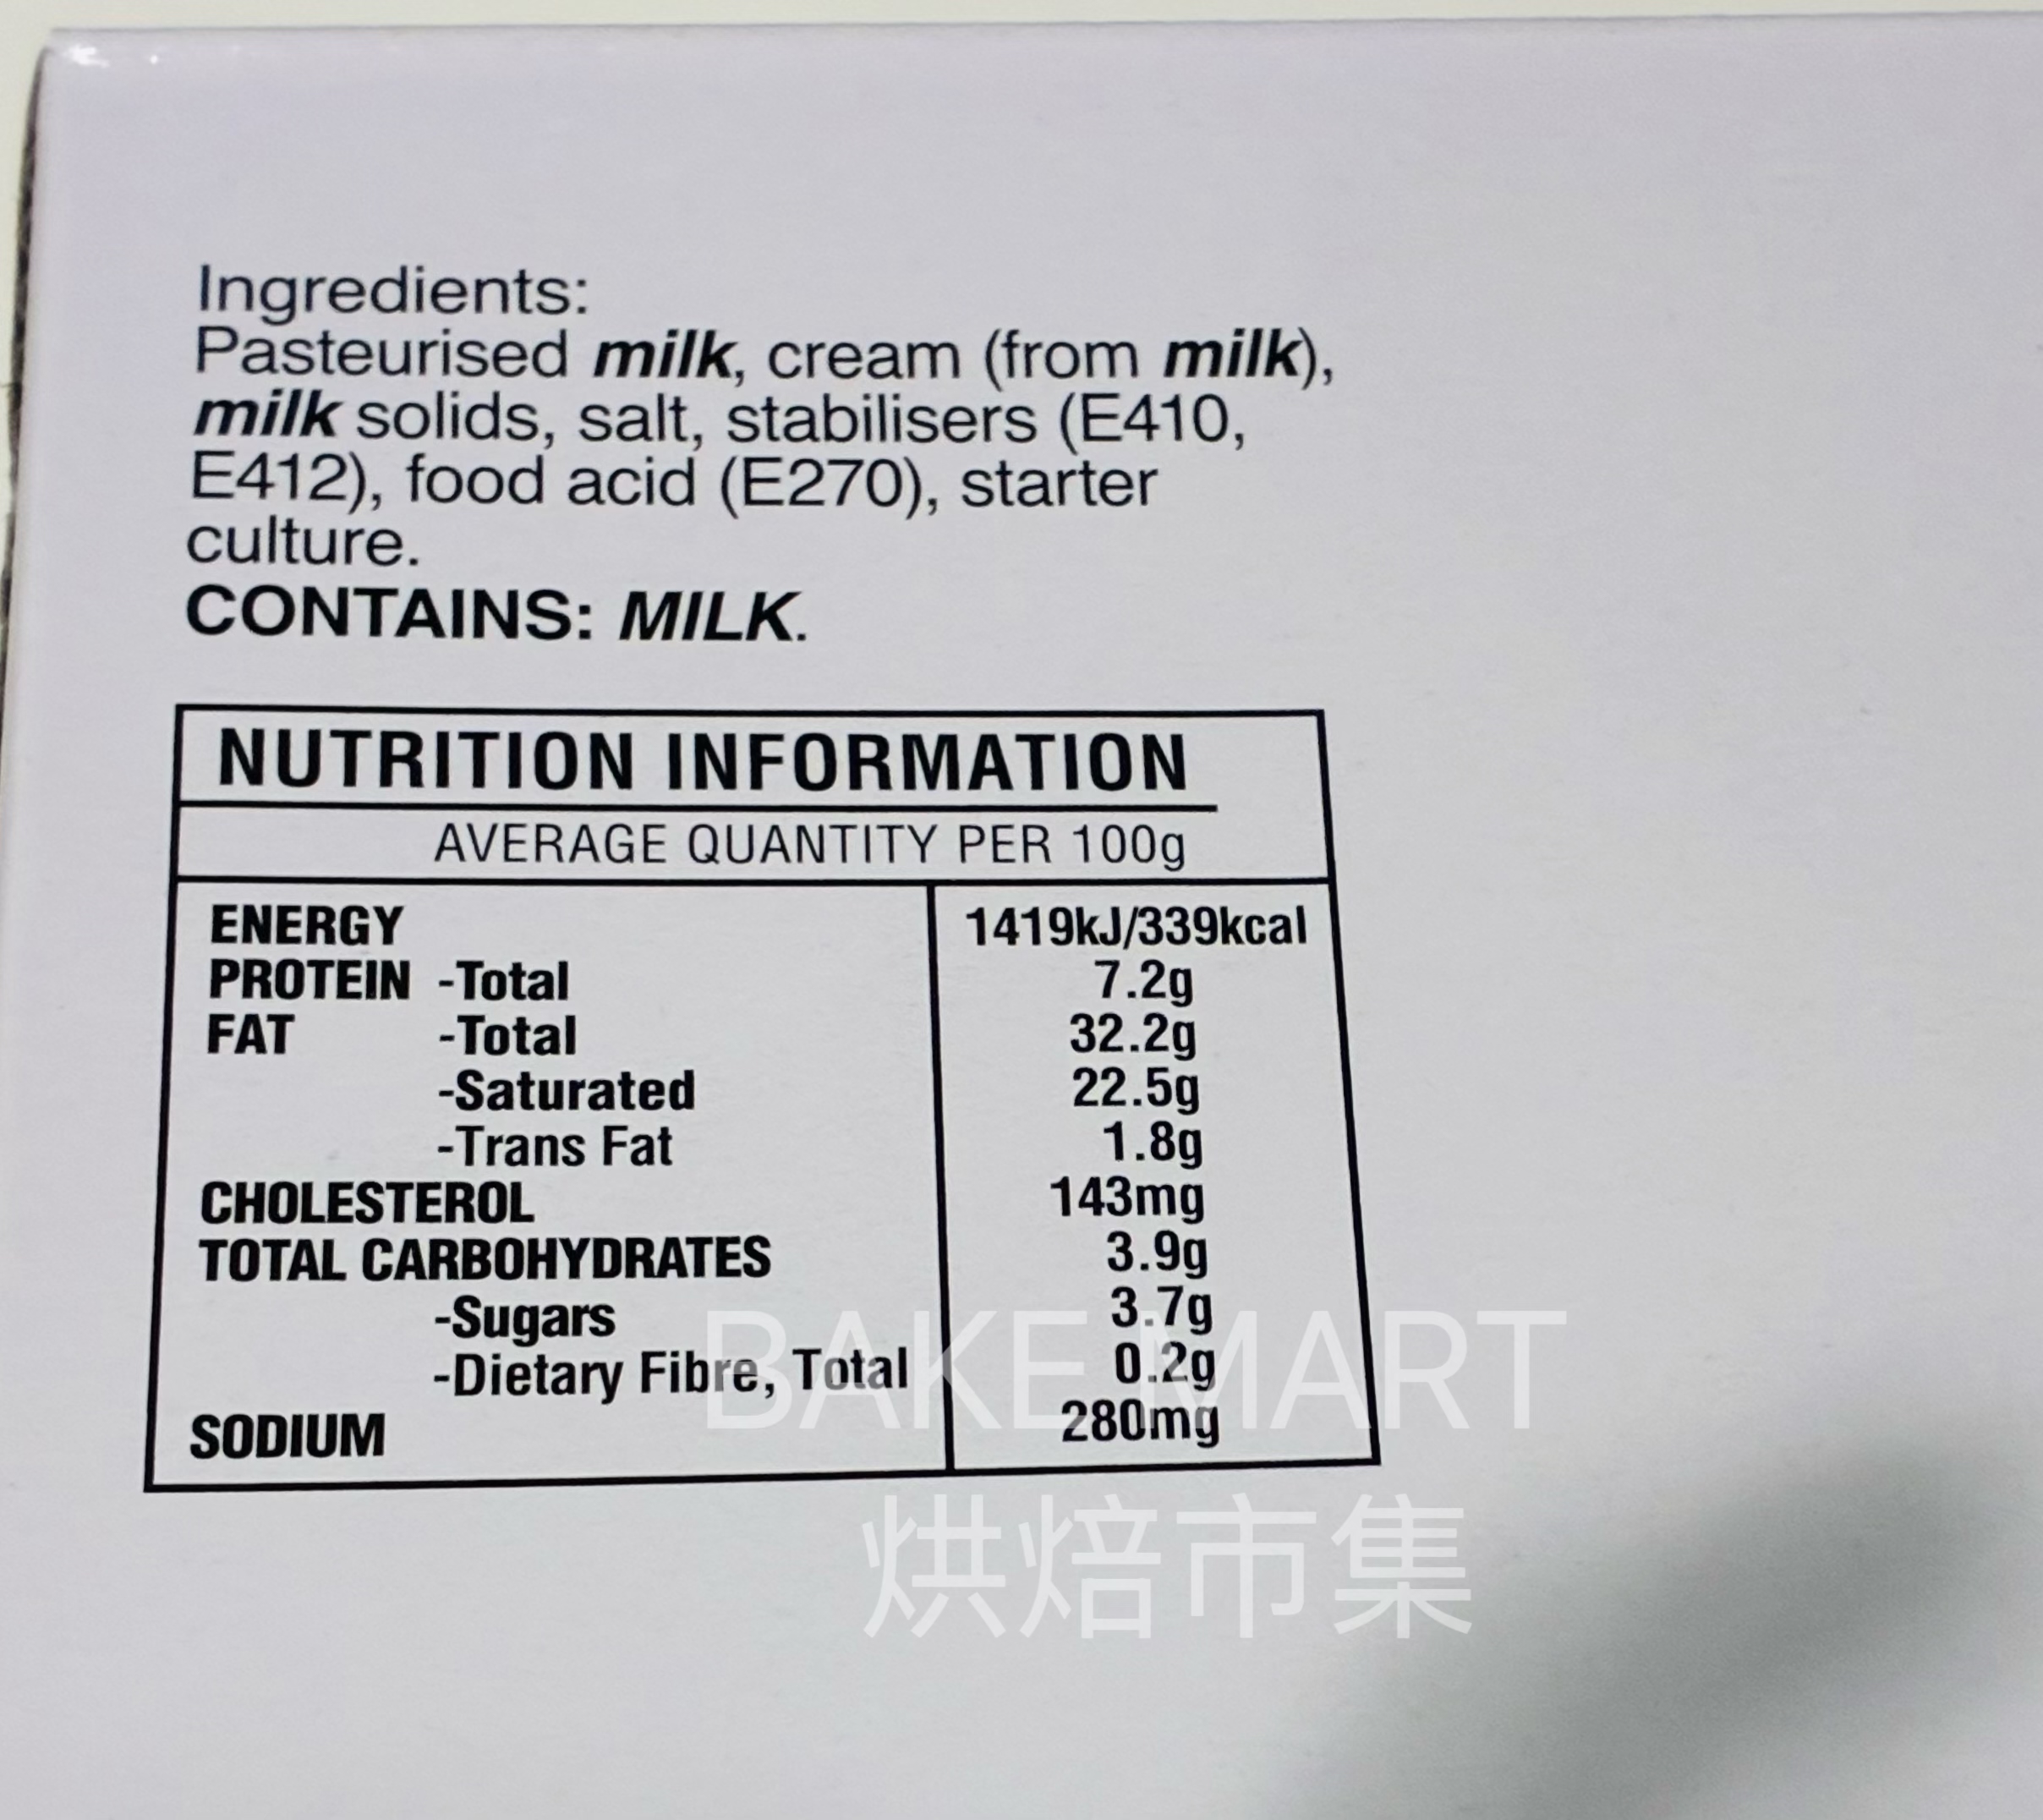 Ingredients:
Pasteurised milk, cream (from milk),
milk solids, salt, stabilisers (E410,
E412), food acid (E270), starter
culture.
CONTAINS: MILK.
NUTRITION INFORMATION
AVERAGE QUANTITY PER 100g
ENERGY 1419kJ/339kcal
PROTEIN -Total 7.2g
FAT -Total 32.2g
-Saturated 22.5g
-Trans Fat 1.8g
CHOLESTEROL 143mg
TOTAL CARBOHYDRATES 3.9g
-Sugars 3.7g
-Dietary Fibre, Total 0.2g
SODIUM 280mg
BAKE MART
烘焙市集